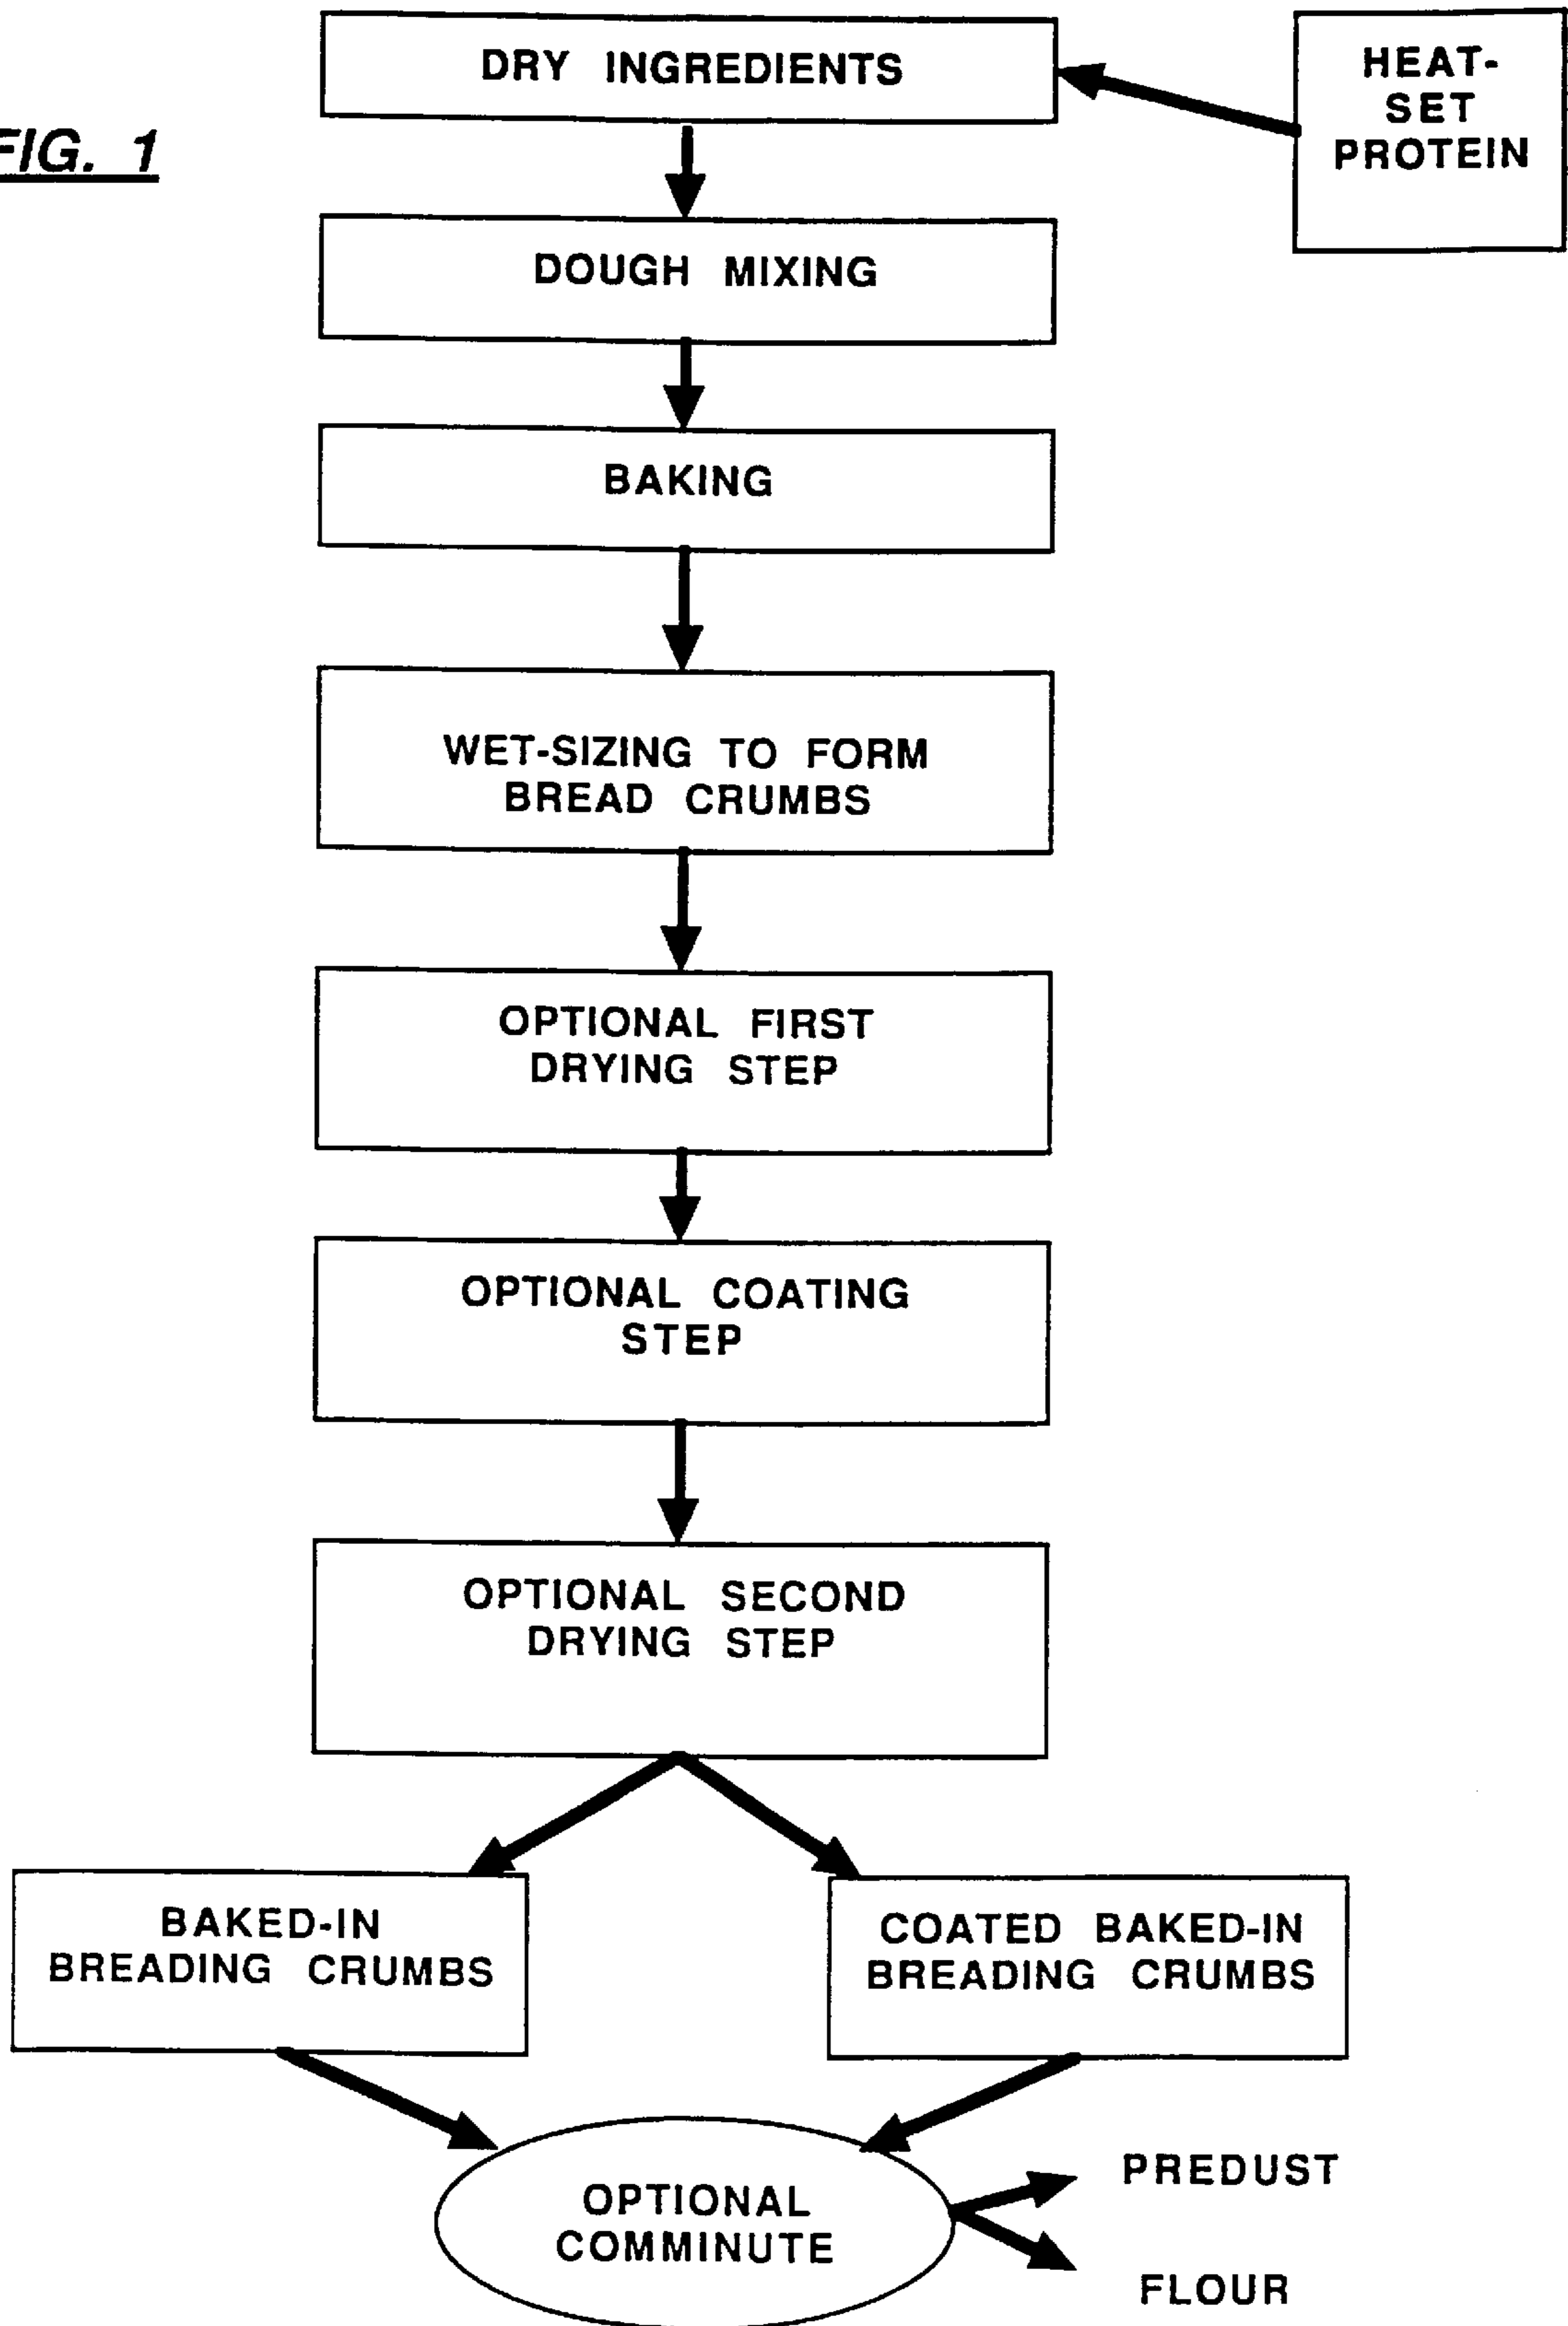 DRY INGREDIENTS
HEAT-
SET
PROTEIN
FIG. 1
DOUGH MIXING
BAKING
WET-SIZING TO FORM
BREAD CRUMBS
OPTIONAL FIRST
DRYING STEP
OPTIONAL COATING
STEP
OPTIONAL SECOND
DRYING STEP
BAKED-IN
BREADING CRUMBS
COATED BAKED-IN
BREADING CRUMBS
OPTIONAL
COMMINUTE
PREDUST
FLOUR